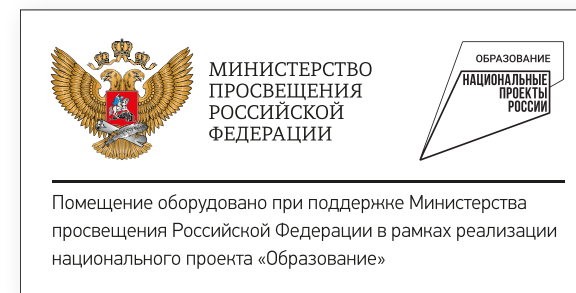 МИНИСТЕРСТВО
ПРОСВЕЩЕНИЯ
РОССИЙСКОЙ
ФЕДЕРАЦИИ
ОБРАЗОВАНИЕ
НАЦИОНАЛЬНЫЕ
ПРОЕКТЫ
РОССИИ
Помещение оборудовано при поддержке Министерства
просвещения Российской Федерации в рамках реализации
национального проекта «Образование»